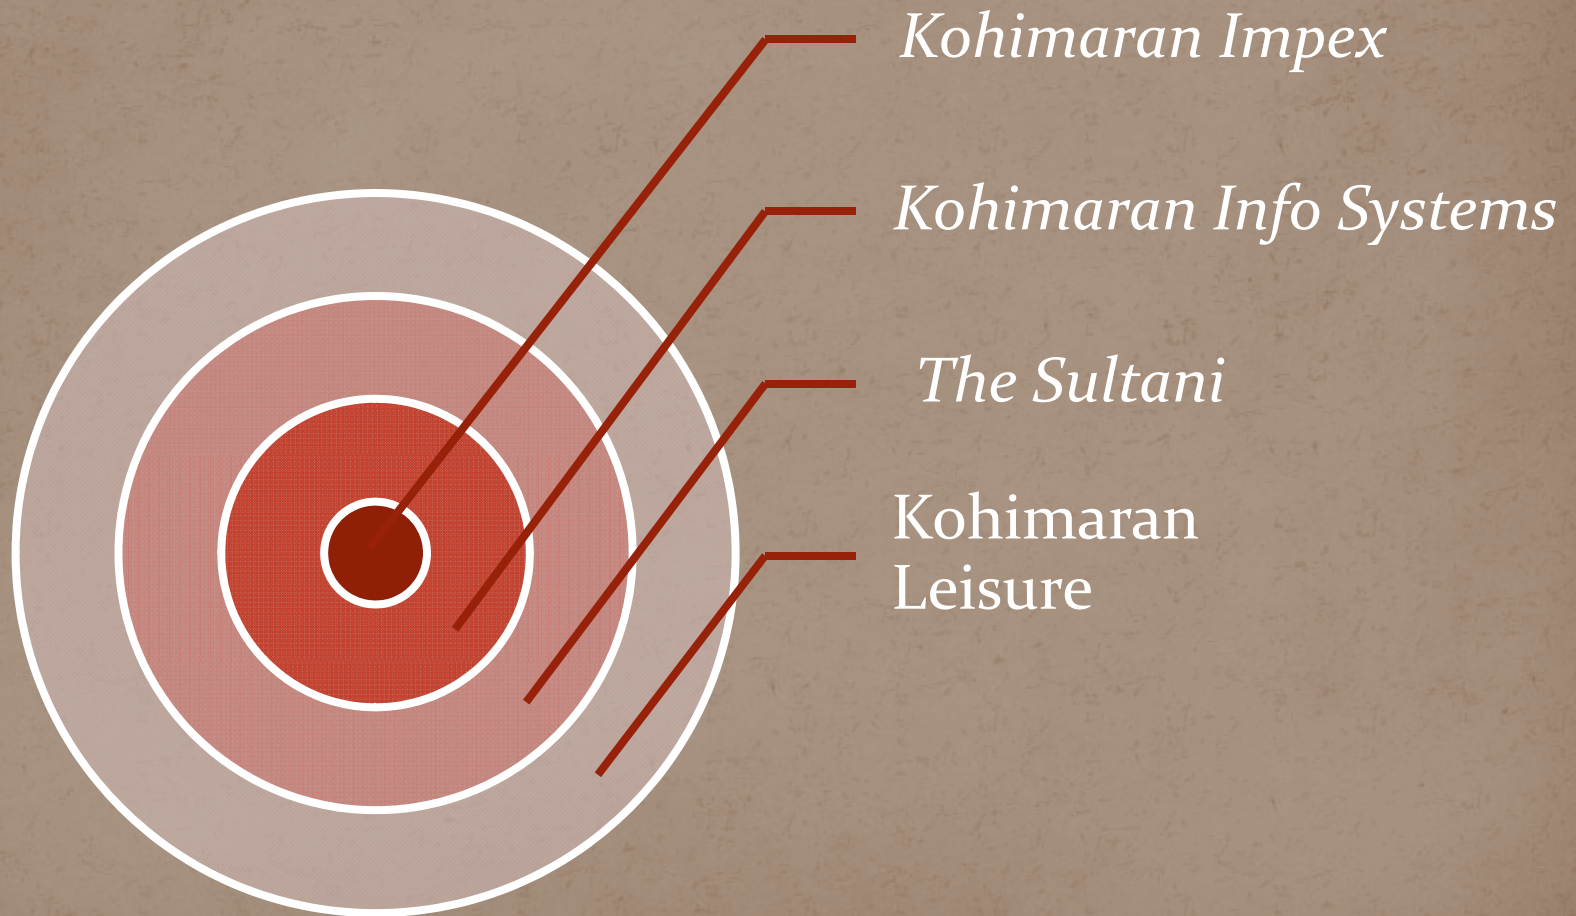 Kohimaran Impex
Kohimaran Info Systems
The Sultani
Kohimaran
Leisure